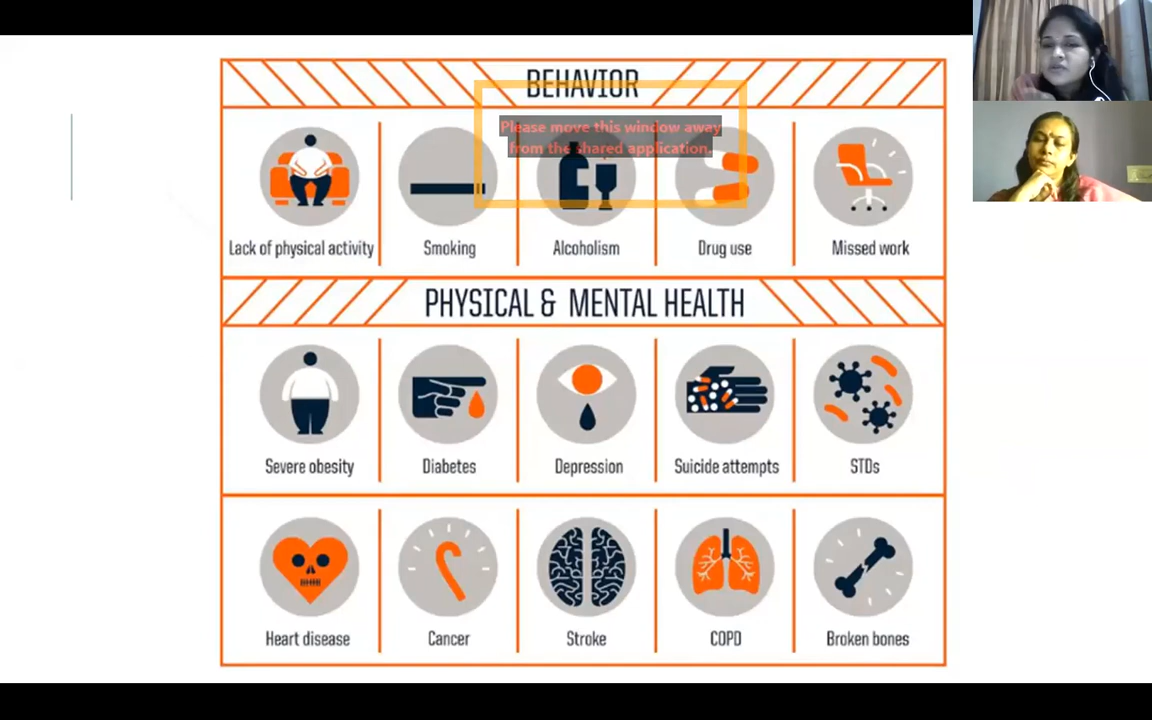 BEHAVIOR
Please move this window away
from the shared application.
Lack of physical activity
Smoking
Alcoholism
Drug use
Missed work
PHYSICAL & MENTAL HEALTH
Severe obesity
Diabetes
Depression
Suicide attempts
STDs
Heart disease
Cancer
Stroke
COPD
Broken bones